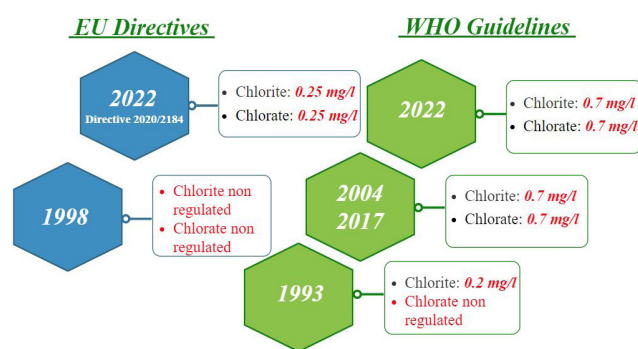 EU Directives
WHO Guidelines
2022
Directive 2020/2184
• Chlorite: 0.25 mg/l
• Chlorate: 0.25 mg/l
2022
• Chlorite: 0.7 mg/l
• Chlorate: 0.7 mg/l
1998
• Chlorite non
regulated
• Chlorate non
regulated
2004
2017
• Chlorite: 0.7 mg/l
• Chlorate: 0.7 mg/l
1993
• Chlorite: 0.2 mg/l
• Chlorate non
regulated